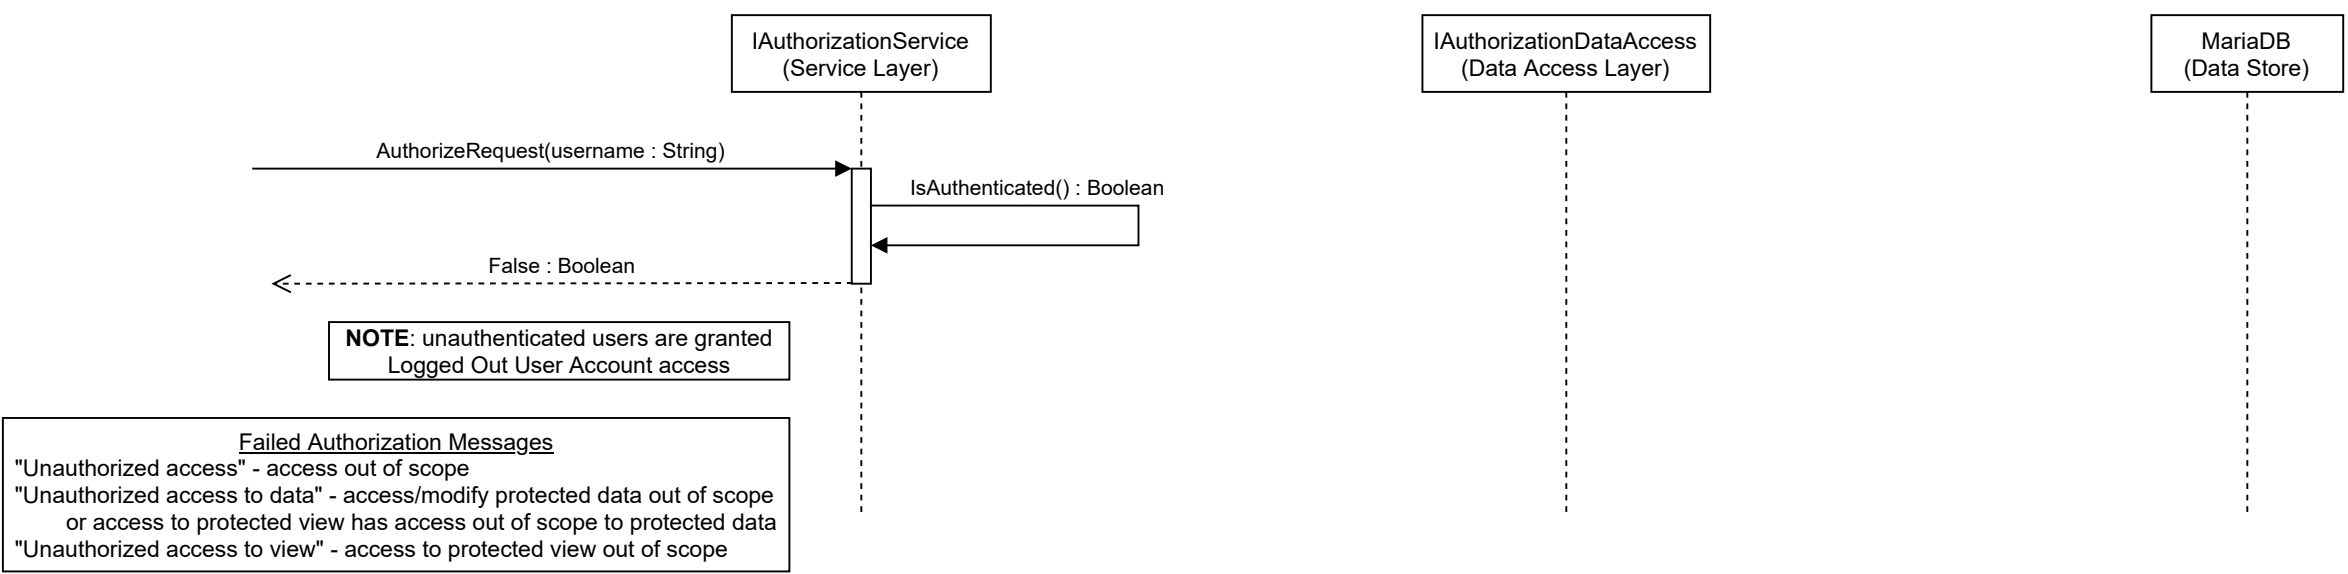 IAuthorizationService
(Service Layer)
IAuthorizationDataAccess
(Data Access Layer)
MariaDB
(Data Store)
AuthorizeRequest(username : String)
IsAuthenticated() : Boolean
False : Boolean
NOTE: unauthenticated users are granted
Logged Out User Account access
Failed Authorization Messages
"Unauthorized access" - access out of scope
"Unauthorized access to data" - access/modify protected data out of scope
or access to protected view has access out of scope to protected data
"Unauthorized access to view" - access to protected view out of scope